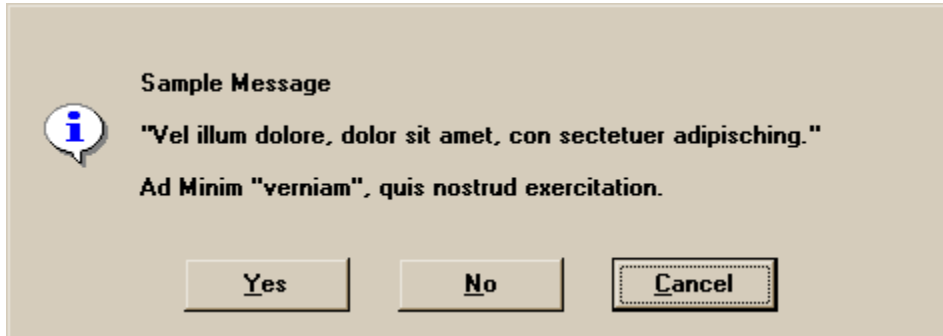 Sample Message
"Vel illum dolore, dolor sit amet, con sectetuer adipisching."
Ad Minim "verniam", quis nostrud exercitation.
Yes No Cancel